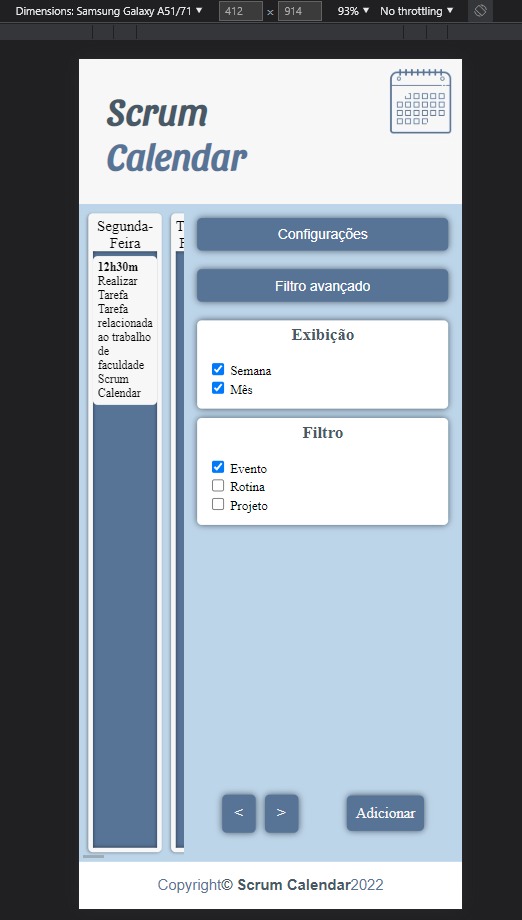 Dimensions: Samsung Galaxy A51/71 ▼ 412 × 914 93% ▼ No throttling ▼
Scrum
Calendar
Segunda-
Feira
12h30m
Realizar
Tarefa
Tarefa
relacionada
ao trabalho
de
faculdade
Scrum
Calendar
T
F
Configurações
Filtro avançado
Exibição
Semana
Mês
Filtro
Evento
Rotina
Projeto
< > Adicionar
Copyright© Scrum Calendar2022